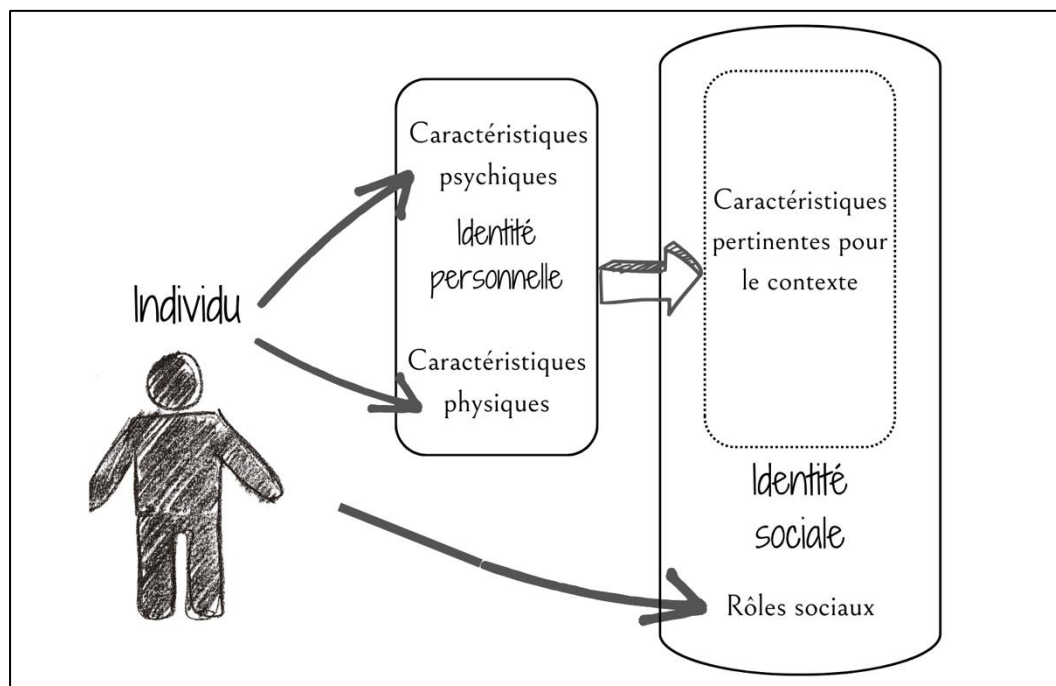 Individu
Caractéristiques
psychiques
Identité
personnelle
Caractéristiques
physiques
Caractéristiques
pertinentes pour
le contexte
Identité
sociale
Rôles sociaux